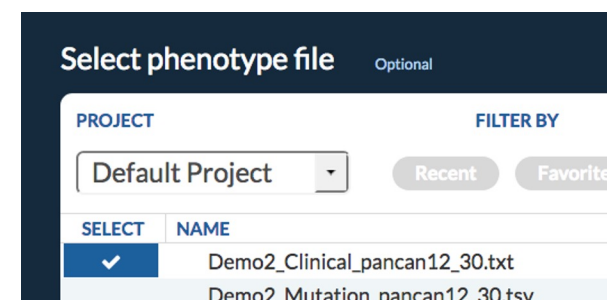 Select phenotype file Optional
PROJECT FILTER BY
Default Project Recent Favorite
SELECT NAME
Demo2_Clinical_pancan12_30.txt
Demo2_Mutation_pancan12_30.tsv